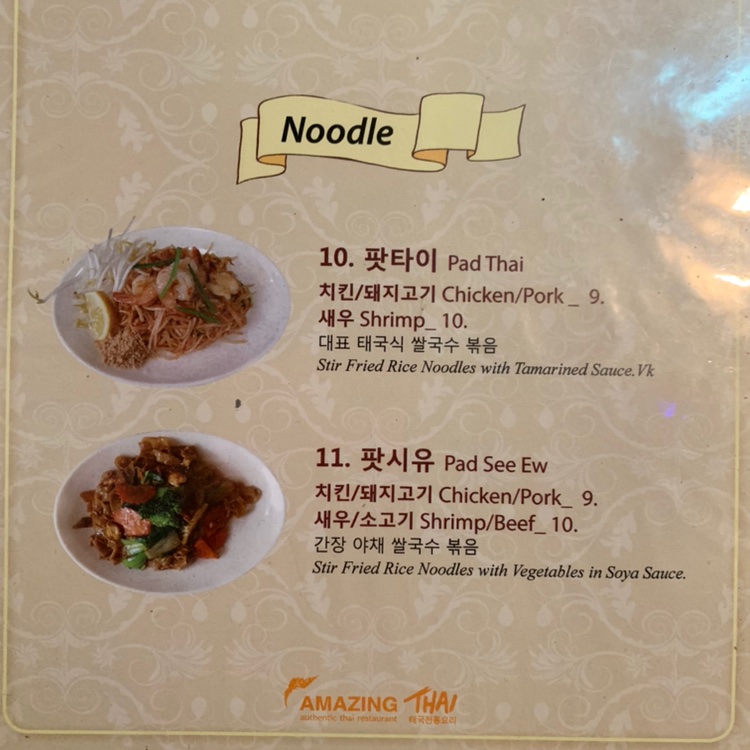 Noodle
10. 팟타이 Pad Thai
치킨/돼지고기 Chicken/Pork _ 9.
새우 Shrimp_ 10.
대표 태국식 쌀국수 볶음
Stir Fried Rice Noodles with Tamarined Sauce.Vk
11. 팟시유 Pad See Ew
치킨/돼지고기 Chicken/Pork_ 9.
새우/소고기 Shrimp/Beef_ 10.
간장 야채 쌀국수 볶음
Stir Fried Rice Noodles with Vegetables in Soya Sauce.
AMAZING THAI
authentic thai restaurant 태국전통요리